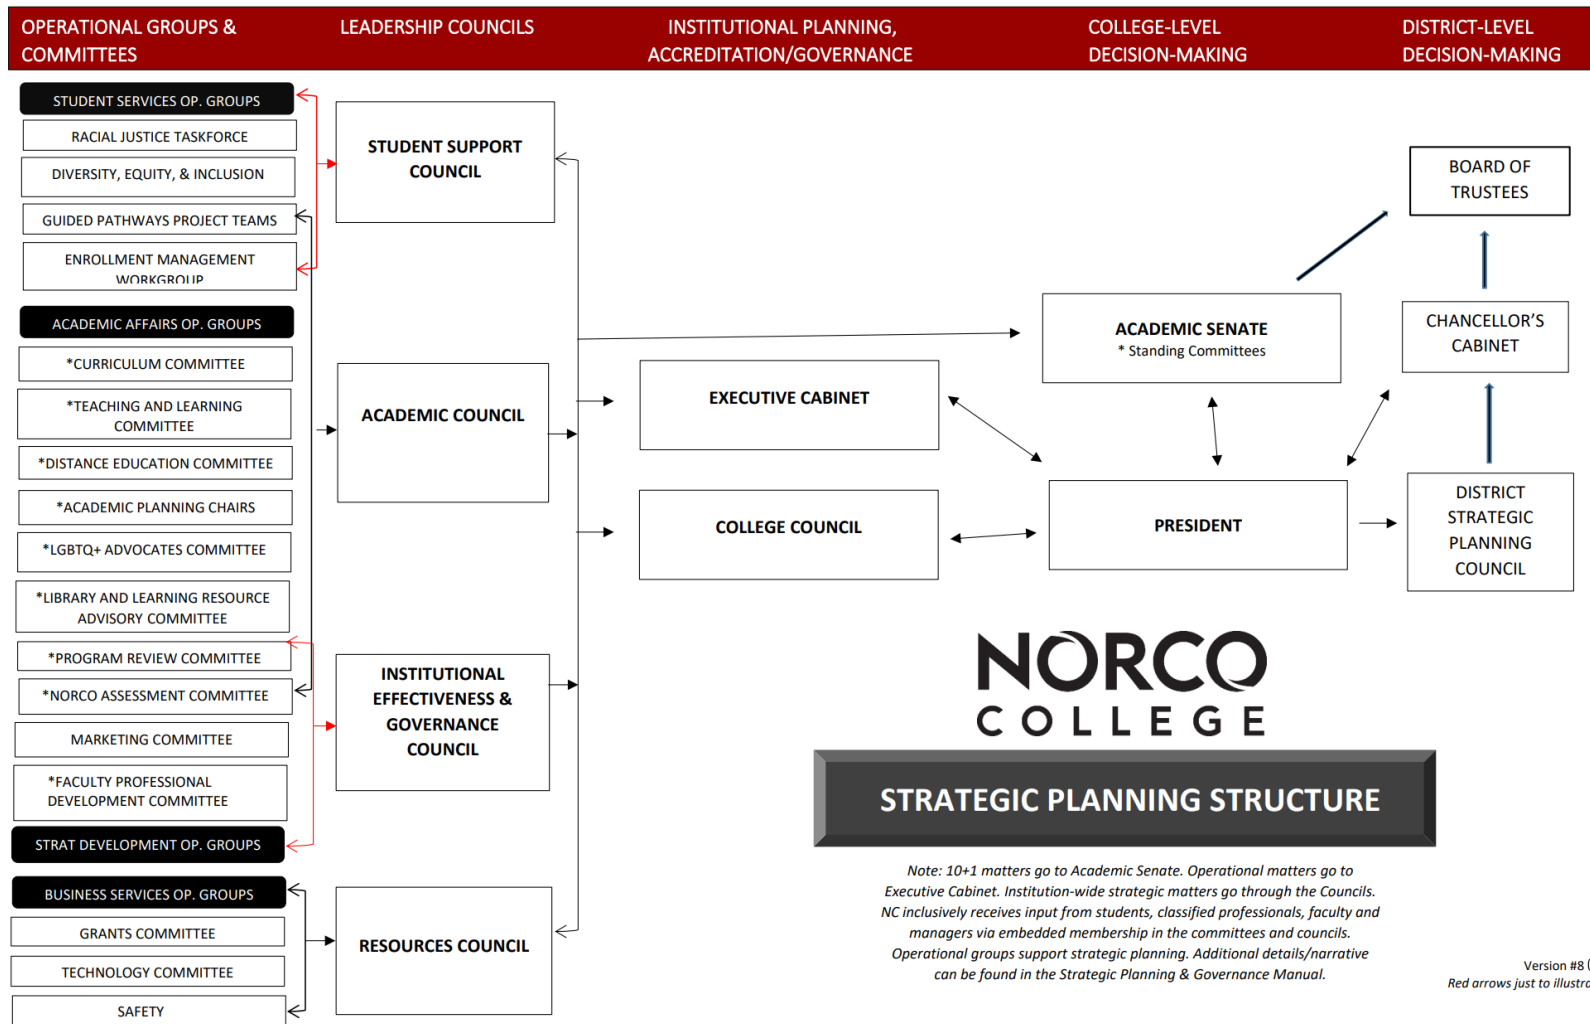 OPERATIONAL GROUPS &
COMMITTEES
LEADERSHIP COUNCILS
INSTITUTIONAL PLANNING,
ACCREDITATION/GOVERNANCE
COLLEGE-LEVEL
DECISION-MAKING
DISTRICT-LEVEL
DECISION-MAKING
STUDENT SERVICES OP. GROUPS
RACIAL JUSTICE TASKFORCE
DIVERSITY, EQUITY, & INCLUSION
GUIDED PATHWAYS PROJECT TEAMS
ENROLLMENT MANAGEMENT
WORKGROUP
ACADEMIC AFFAIRS OP. GROUPS
*CURRICULUM COMMITTEE
*TEACHING AND LEARNING
COMMITTEE
*DISTANCE EDUCATION COMMITTEE
*ACADEMIC PLANNING CHAIRS
*LGBTQ+ ADVOCATES COMMITTEE
*LIBRARY AND LEARNING RESOURCE
ADVISORY COMMITTEE
*PROGRAM REVIEW COMMITTEE
*NORCO ASSESSMENT COMMITTEE
MARKETING COMMITTEE
*FACULTY PROFESSIONAL
DEVELOPMENT COMMITTEE
STRAT DEVELOPMENT OP. GROUPS
BUSINESS SERVICES OP. GROUPS
GRANTS COMMITTEE
TECHNOLOGY COMMITTEE
SAFETY
STUDENT SUPPORT
COUNCIL
ACADEMIC COUNCIL
INSTITUTIONAL
EFFECTIVENESS &
GOVERNANCE
COUNCIL
RESOURCES COUNCIL
EXECUTIVE CABINET
COLLEGE COUNCIL
ACADEMIC SENATE
* Standing Committees
PRESIDENT
BOARD OF
TRUSTEES
CHANCELLOR'S
CABINET
DISTRICT
STRATEGIC
PLANNING
COUNCIL
NORCO
COLLEGE
STRATEGIC PLANNING STRUCTURE
Note: 10+1 matters go to Academic Senate. Operational matters go to
Executive Cabinet. Institution-wide strategic matters go through the Councils.
NC inclusively receives input from students, classified professionals, faculty and
managers via embedded membership in the committees and councils.
Operational groups support strategic planning. Additional details/narrative
can be found in the Strategic Planning & Governance Manual.
Version #8 (
Red arrows just to illustra